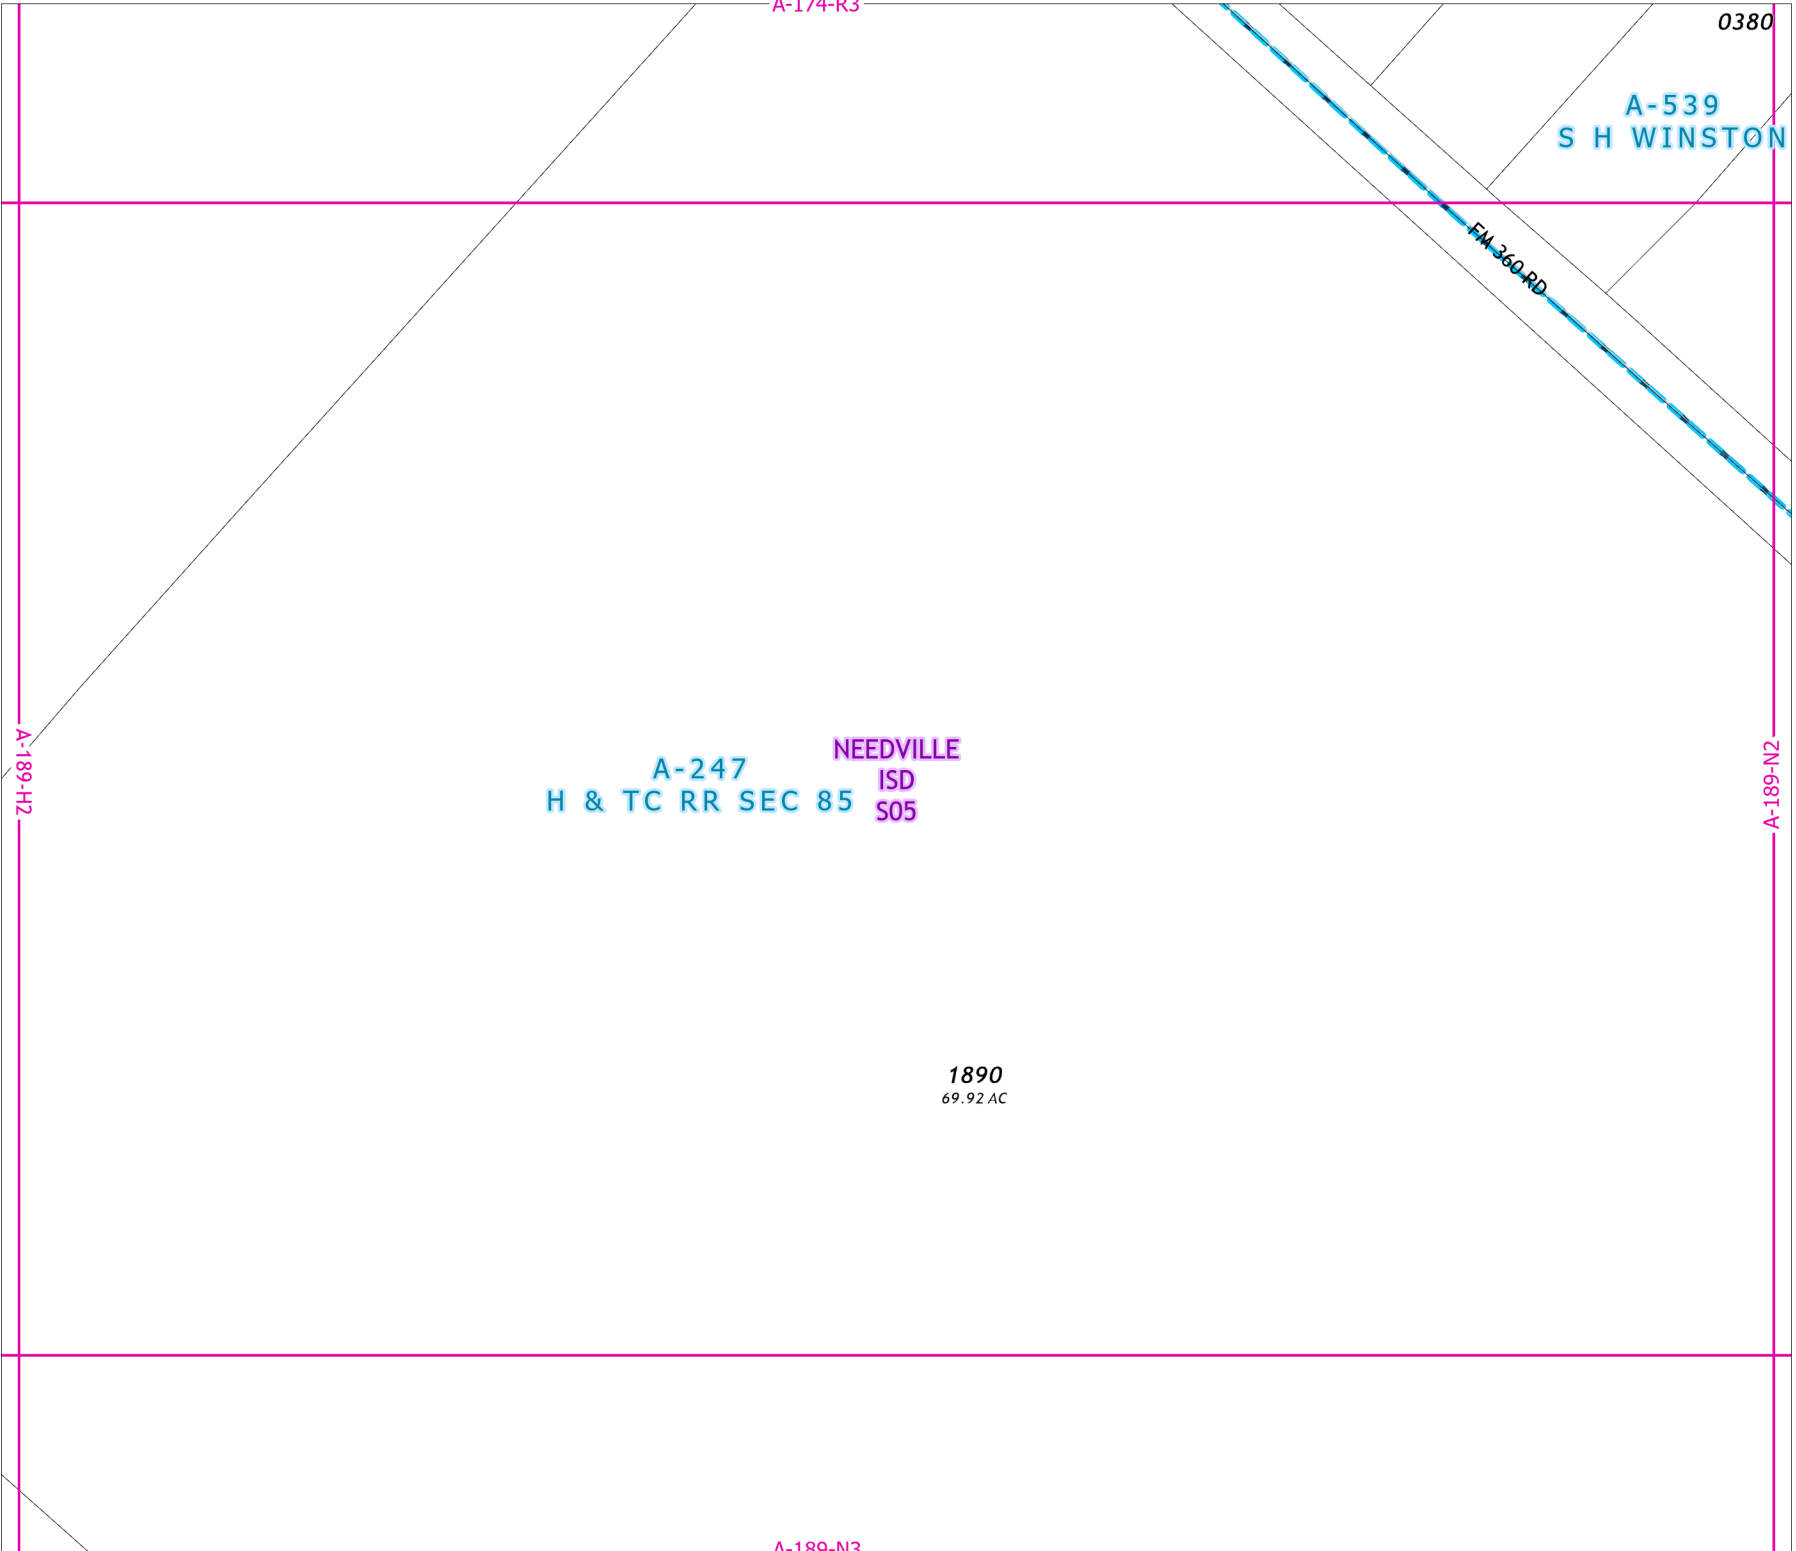 A-174-R3
0380
A-539
S H WINSTON
FM 360 RD
A-189-H2
A-247
H & TC RR SEC 85
NEEDVILLE
ISD
S05
A-189-N2
1890
69.92 AC
A-189-N3